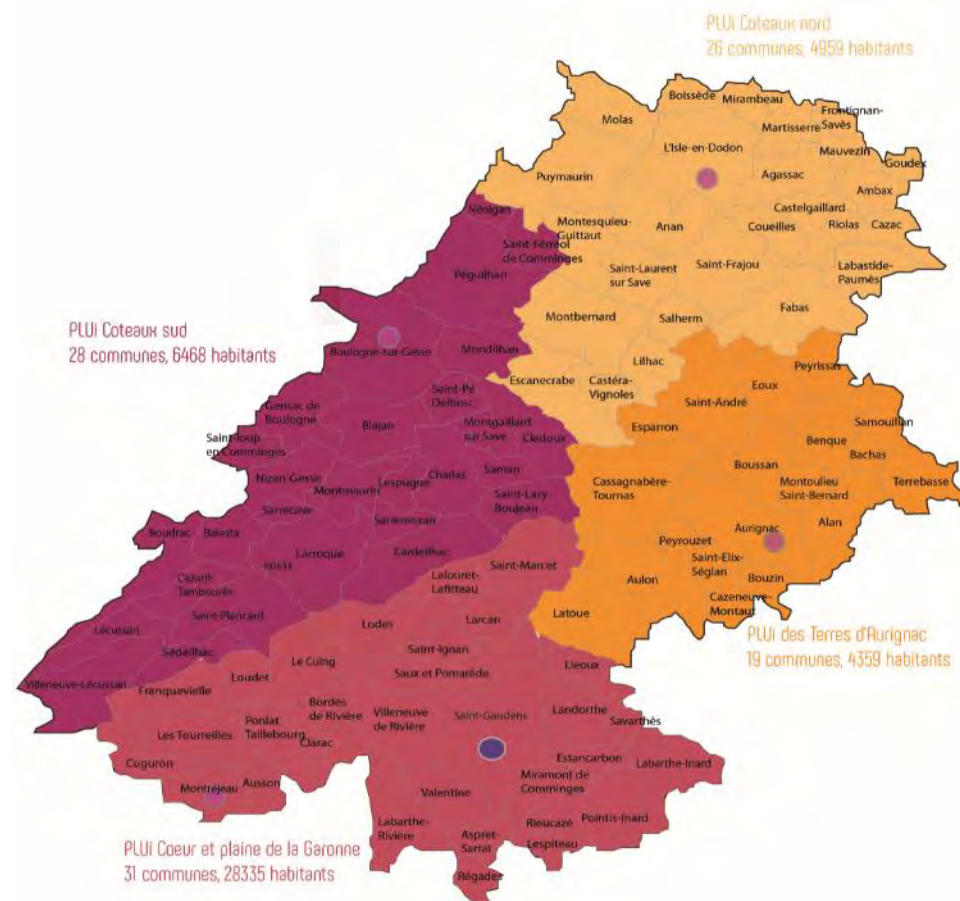 PLUi Coteaux nord
26 communes, 4959 habitants
Boissède
Mirambeau
Frontignan-
Savès
Molas
Martisserre
L'Isle-en-Dodon
Mauvezin
Goudex
Puymaurin
Agassac
Ambax
Nénigan
Castelgaillard
Montesquieu-
Guittaut
Anan
Coueilles
Riolas
Cazac
Saint-Férréol
de Comminges
Péguilhan
Saint-Laurent
sur Save
Saint-Frajou
Labastide-
Paumès
Fabas
Montbernard
Salherm
PLUi Coteaux sud
28 communes, 6468 habitants
Boulogne-sur-Gesse
Mondilhan
Lilhac
Peyrissas
Escanecrabe
Castéra-
Vignoles
Eoux
Saint-André
Saint-Pé
Delbosc
Gensac de
Boulogne
Blajan
Montgaillard
sur Save
Ciadoux
Esparron
Samouillan
Saint-loup
en Comminges
Benque
Bachas
Boussan
Nizan-Gesse
Charlas
Saman
Lespugue
Montmaurin
Cassagnabère-
Tournas
Montoulieu
Saint-Bernard
Terrebasse
Saint-Lary
Boujean
Sarrecave
Sarremezan
Alan
Boudrac
Balesta
Aurignac
Peyrouzet
Larroque
Cardeilhac
Saint-Marcet
Saint-Elix-
Séglan
Lalouret-
Lafitteau
Aulon
Bouzin
Cazaril-
Tambourès
Cazeneuve-
Montaut
Saint-Plancard
Larcan
Latoue
Lodes
Lécussan
PLUi des Terres d'Aurignac
19 communes, 4359 habitants
Sédeilhac
Saint-Ignan
Le Cuing
Lieoux
Saux et Pomarède
Loudet
Villeneuve-Lécussan
Franquevielle
Bordes
de Rivière
Villeneuve
de Rivière
Saint-Gaudens
Landorthe
Savarthès
Ponlat
Taillebourg
Les Tourreilles
Clarac
Estancarbon
Labarthe-Inard
Cuguron
Miramont de
Comminges
Ausson
Montréjeau
Valentine
Labarthe-
Rivière
Rieucazé
Pointis-Inard
Aspret-
Sarrat
Lespiteau
PLUi Coeur et plaine de la Garonne
31 communes, 28335 habitants
Régades